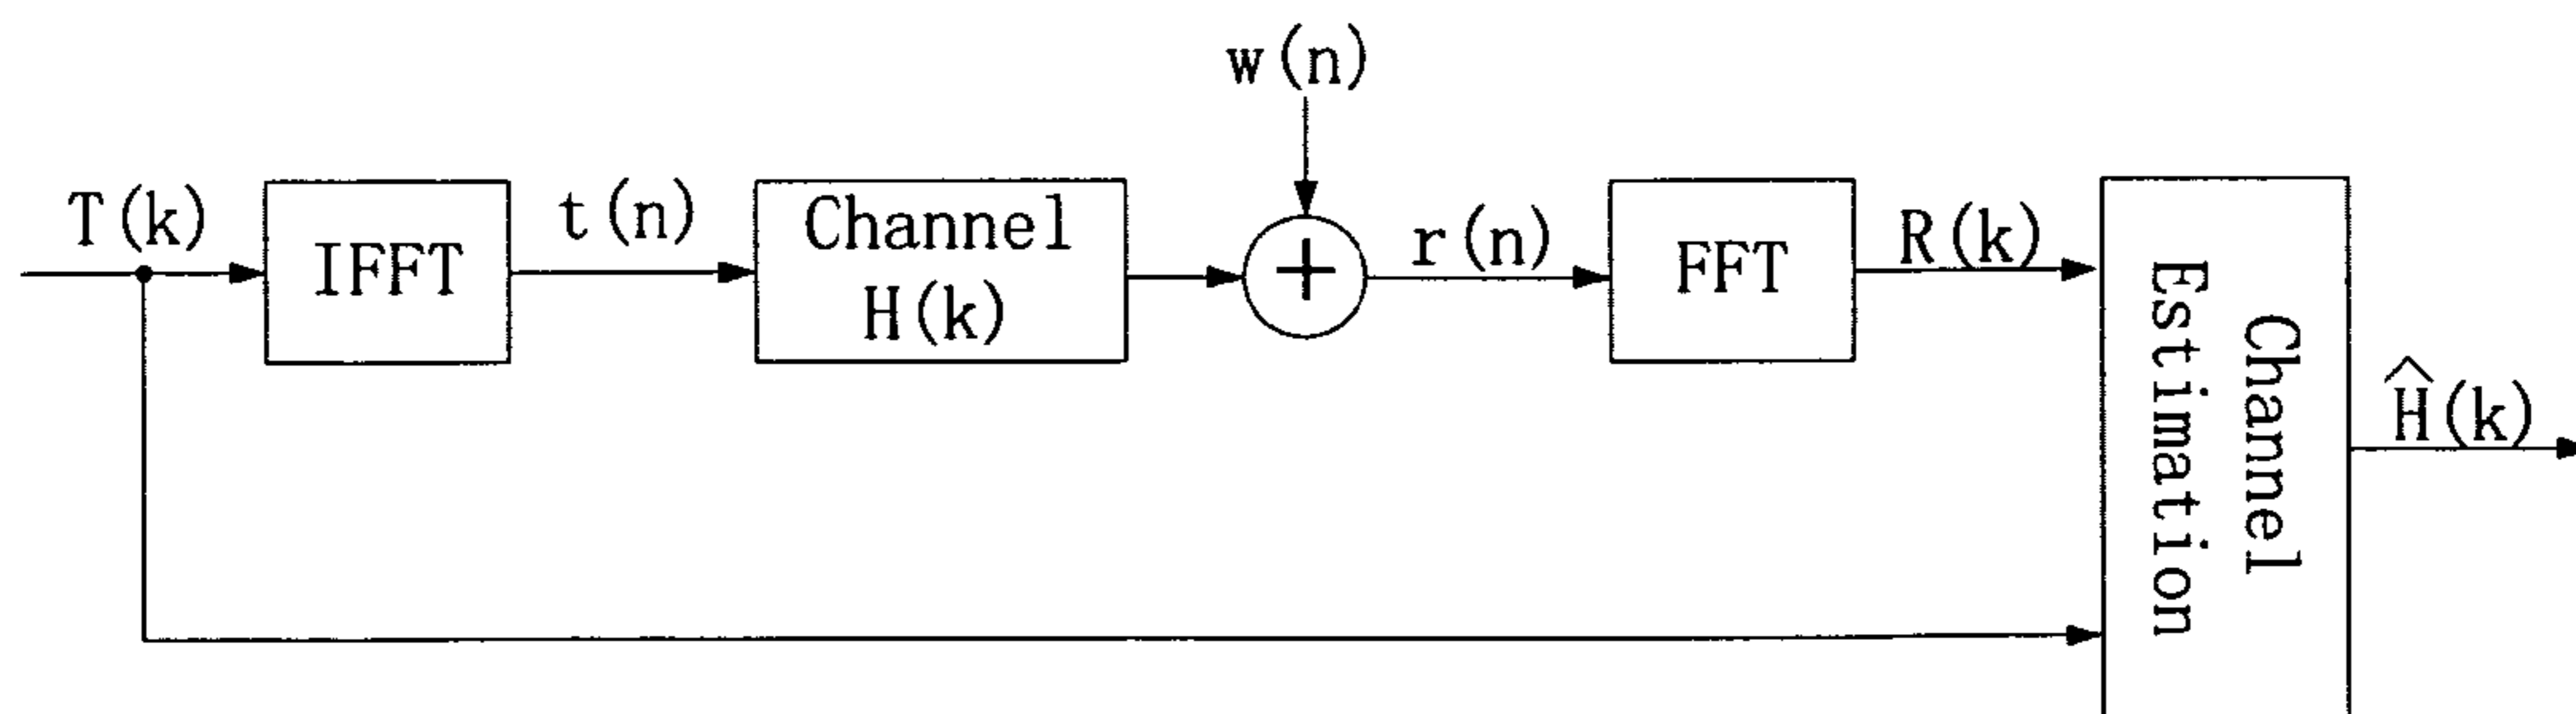 w(n)
T(k)
IFFT
t(n)
Channel
H(k)
+
r(n)
FFT
R(k)
Channel
Estimation
Ĥ(k)